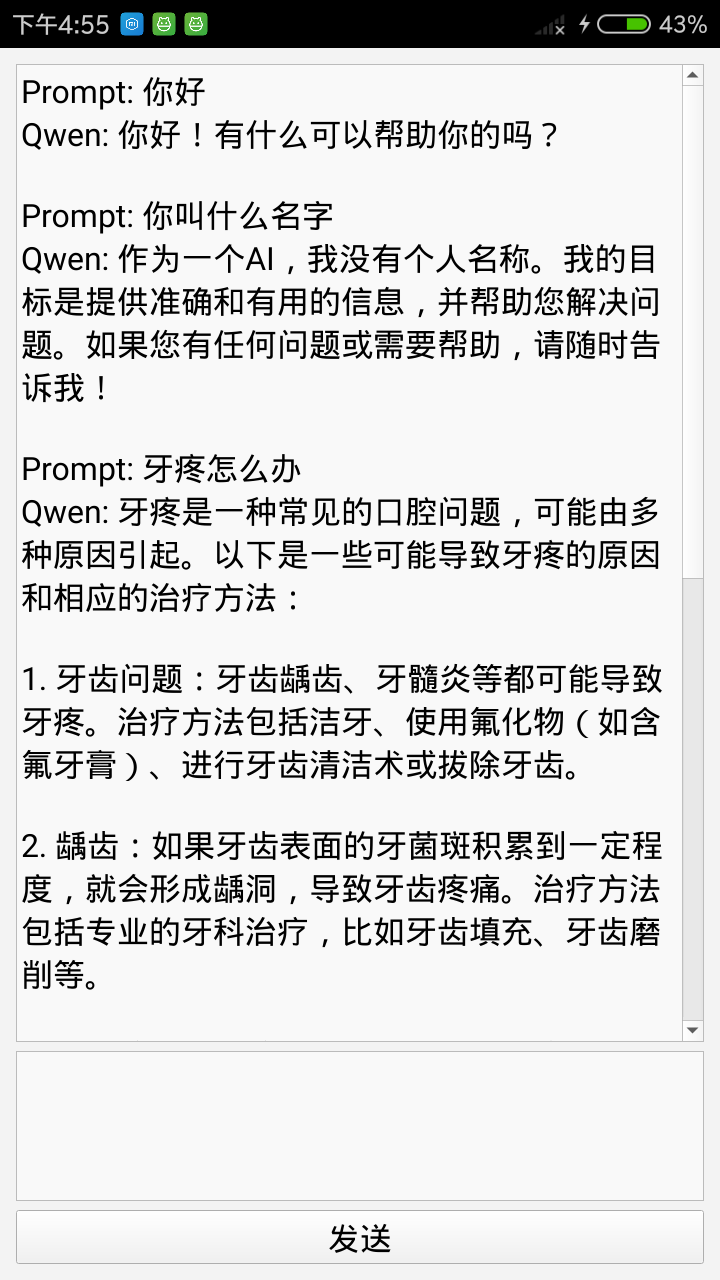 下午4:55
43%
Prompt: 你好
Qwen: 你好！有什么可以帮助你的吗？
Prompt: 你叫什么名字
Qwen: 作为一个AI，我没有个人名称。我的目
标是提供准确和有用的信息，并帮助您解决问
题。如果您有任何问题或需要帮助，请随时告
诉我！
Prompt: 牙疼怎么办
Qwen: 牙疼是一种常见的口腔问题，可能由多
种原因引起。以下是一些可能导致牙疼的原因
和相应的治疗方法：
1. 牙齿问题：牙齿龋齿、牙髓炎等都可能导致
牙疼。治疗方法包括洁牙、使用氟化物（如含
氟牙膏）、进行牙齿清洁术或拔除牙齿。
2. 龋齿：如果牙齿表面的牙菌斑积累到一定程
度，就会形成龋洞，导致牙齿疼痛。治疗方法
包括专业的牙科治疗，比如牙齿填充、牙齿磨
削等。
发送